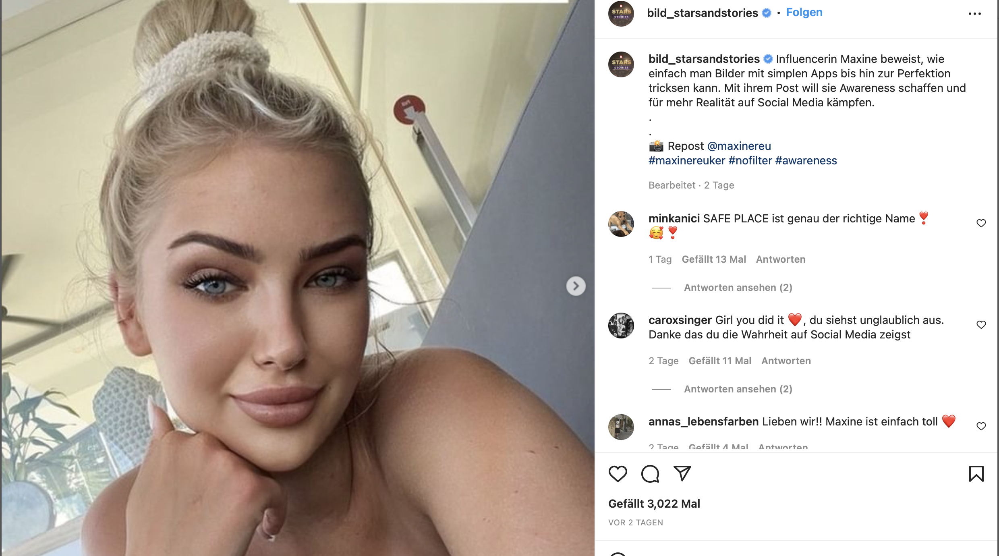 bild_starsandstories • Folgen
STARS
STORIES
bild_starsandstories Influencerin Maxine beweist, wie
einfach man Bilder mit simplen Apps bis hin zur Perfektion
tricksen kann. Mit ihrem Post will sie Awareness schaffen und
für mehr Realität auf Social Media kämpfen.
.
.
📸 Repost @maxinereu
#maxinereuker #nofilter #awareness
Bearbeitet · 2 Tage
STARS
STORIES
minkanici SAFE PLACE ist genau der richtige Name ❣️
🥰❣️
1 Tag Gefällt 13 Mal Antworten
Antworten ansehen (2)
caroxsinger Girl you did it ❤️, du siehst unglaublich aus.
Danke das du die Wahrheit auf Social Media zeigst
2 Tage Gefällt 11 Mal Antworten
Antworten ansehen (2)
annas_lebensfarben Lieben wir!! Maxine ist einfach toll ❤️
2 Tage Gefällt 4 Mal Antworten
Gefällt 3,022 Mal
VOR 2 TAGEN